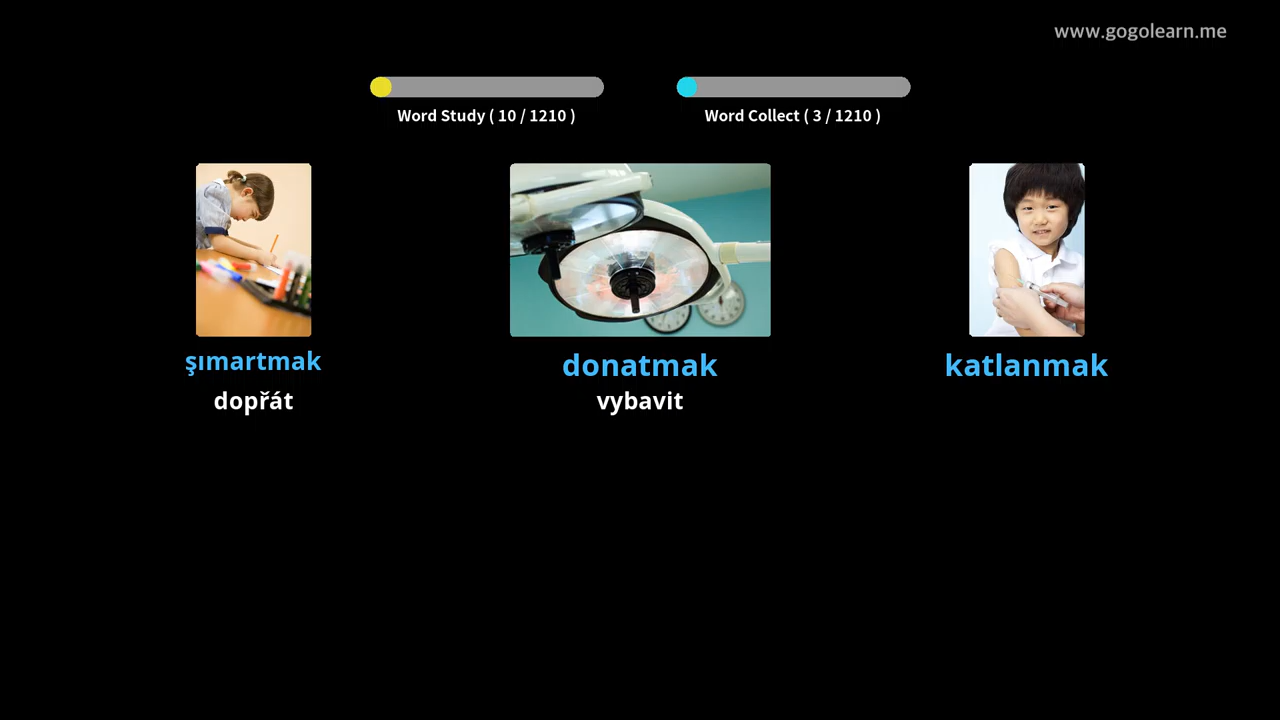 www.gogolearn.me
Word Study ( 10 / 1210 )
Word Collect ( 3 / 1210 )
şımartmak
donatmak
katlanmak
dopřát
vybavit